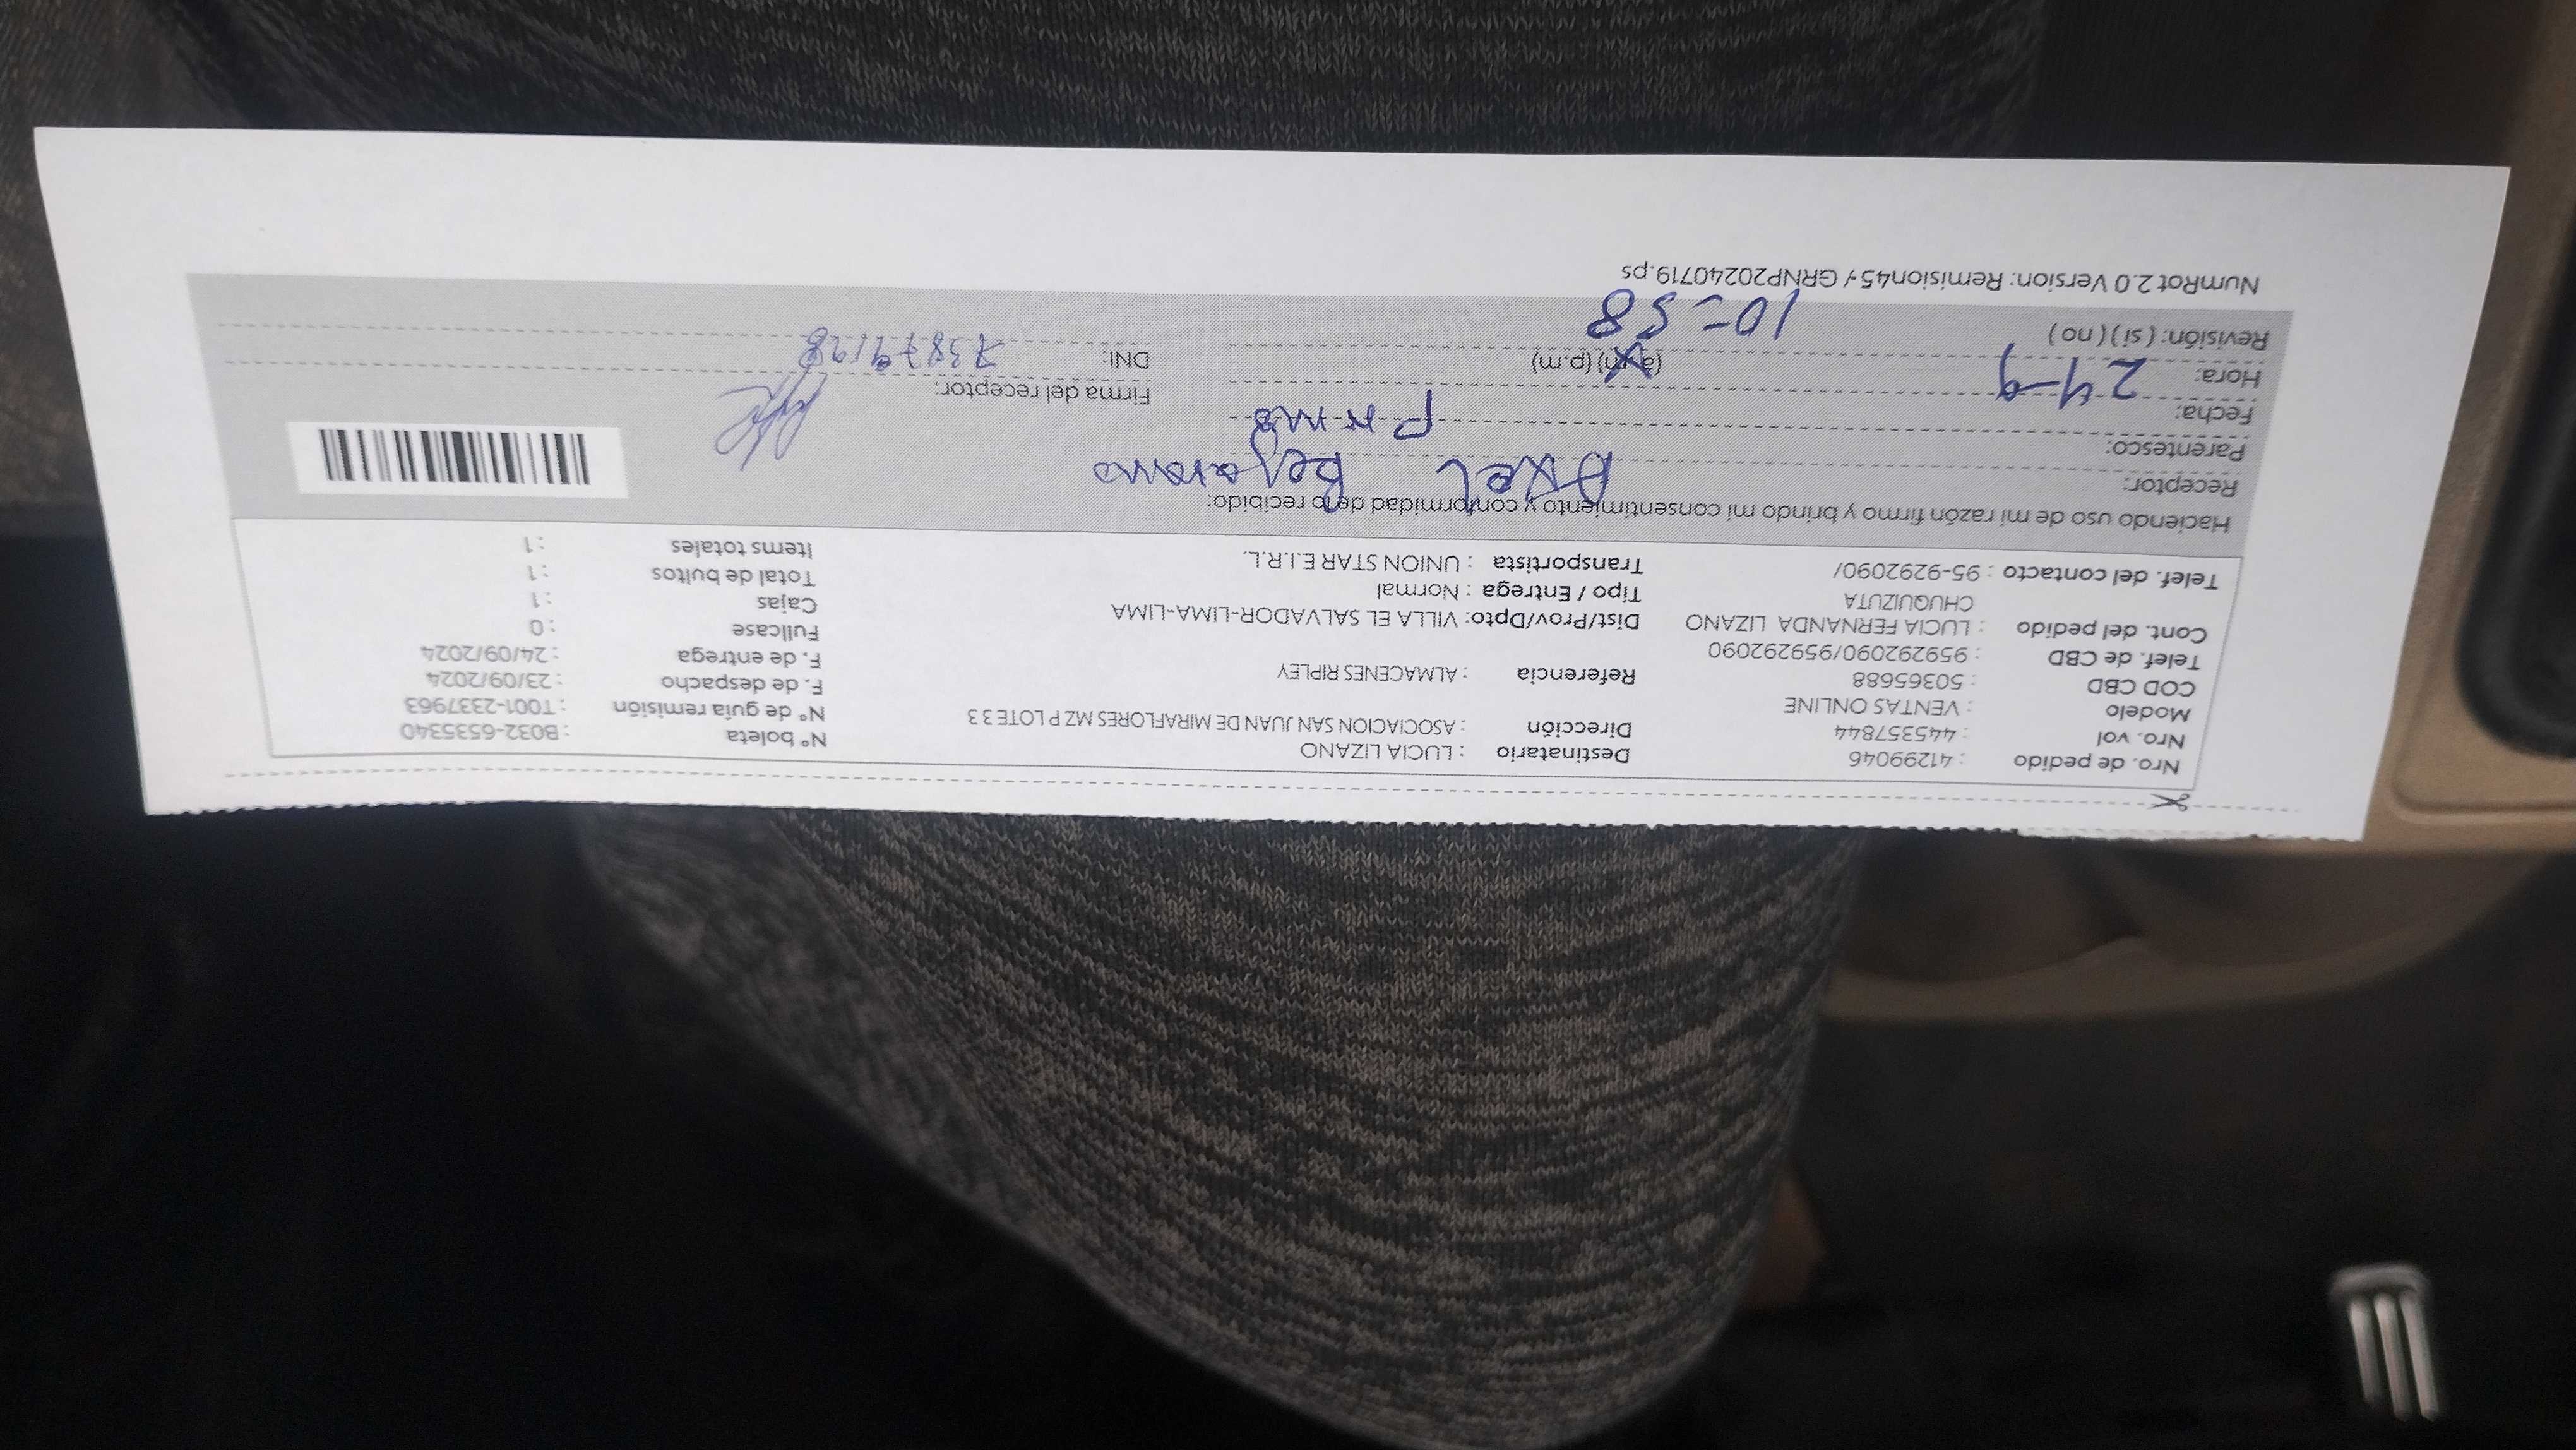 Nro. de pedido : 41299046 Destinatario : LUCIA LIZANO Nº boleta : B032-6535340
Nro. vol : 445357844 Dirección : ASOCIACION SAN JUAN DE MIRAFLORES MZ P LOTE 3 3 Nº de guía remisión : T001-2337963
Modelo : VENTAS ONLINE F. de despacho : 23/09/2024
COD CBD : 50365688 Referencia : ALMACENES RIPLEY F. de entrega : 24/09/2024
Telef. de CBD : 959292090/959292090 Fullcase : 0
Cont. del pedido : LUCIA FERNANDA LIZANO Dist/Prov/Dpto: VILLA EL SALVADOR-LIMA-LIMA Cajas : 1
CHUQUIZUTA Tipo / Entrega : Normal Total de bultos : 1
Telef. del contacto : 95-9292090/ Transportista : UNION STAR E.I.R.L. Items totales : 1
Haciendo uso de mi razón firmo y brindo mi consentimiento y conformidad de lo recibido:
Receptor: Axel Bejarano
Parentesco: Primo
Fecha: 24-9 Firma del receptor:
Hora: 10-58 (a.m) (p.m) DNI:
Revisión: ( si ) ( no )
NumRot 2.0 Version: Remision45-/ GRNP20240719.ps